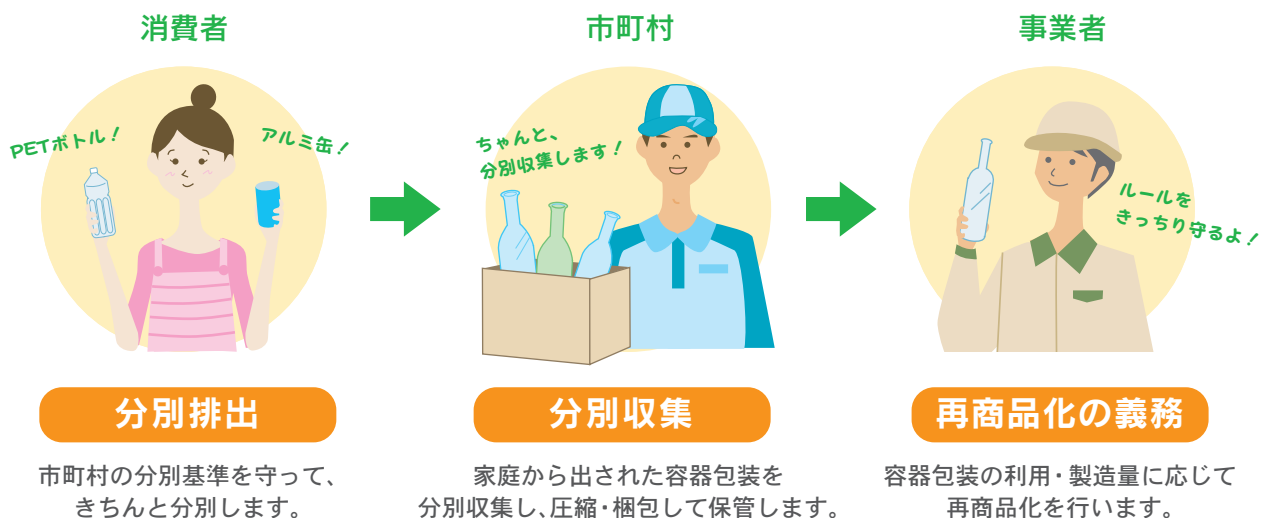 消費者
PETボトル！
アルミ缶！
分別排出
市町村の分別基準を守って、
きちんと分別します。
市町村
ちゃんと、
分別収集します！
分別収集
家庭から出された容器包装を
分別収集し、圧縮・梱包して保管します。
事業者
ルールを
きっちり守るよ！
再商品化の義務
容器包装の利用・製造量に応じて
再商品化を行います。